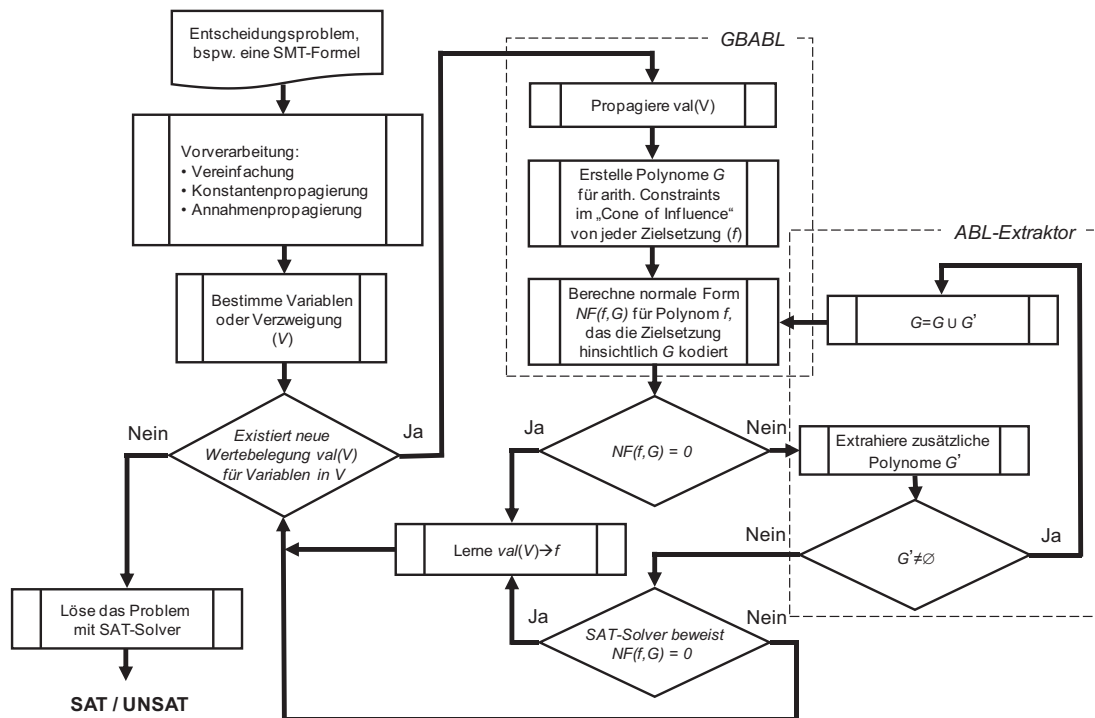 Entscheidungsproblem,
bspw. eine SMT-Formel
Vorverarbeitung:
• Vereinfachung
• Konstantenpropagierung
• Annahmenpropagierung
Bestimme Variablen
oder Verzweigung
(V)
Nein
Existiert neue
Wertebelegung val(V)
für Variablen in V
Ja
Löse das Problem
mit SAT-Solver
SAT / UNSAT
GBABL
Propagiere val(V)
Erstelle Polynome G
für arith. Constraints
im „Cone of Influence“
von jeder Zielsetzung (f)
Berechne normale Form
NF(f,G) für Polynom f,
das die Zielsetzung
hinsichtlich G kodiert
Ja
NF(f,G) = 0
Nein
Lerne val(V)→f
Ja
SAT-Solver beweist
NF(f,G) = 0
Nein
ABL-Extraktor
G=G ∪ G’
Extrahiere zusätzliche
Polynome G’
Nein
G’≠∅
Ja